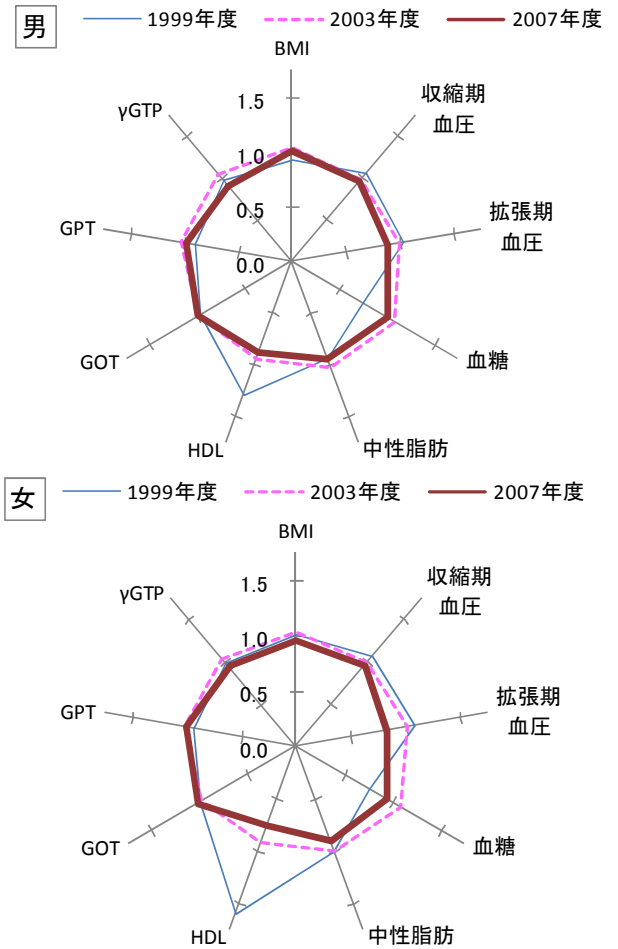 男
1999年度 2003年度 2007年度
BMI
収縮期
血圧
拡張期
血圧
血糖
中性脂肪
HDL
GOT
GPT
γGTP
1.5
1.0
0.5
0.0
女
1999年度 2003年度 2007年度
BMI
収縮期
血圧
拡張期
血圧
血糖
中性脂肪
HDL
GOT
GPT
γGTP
1.5
1.0
0.5
0.0